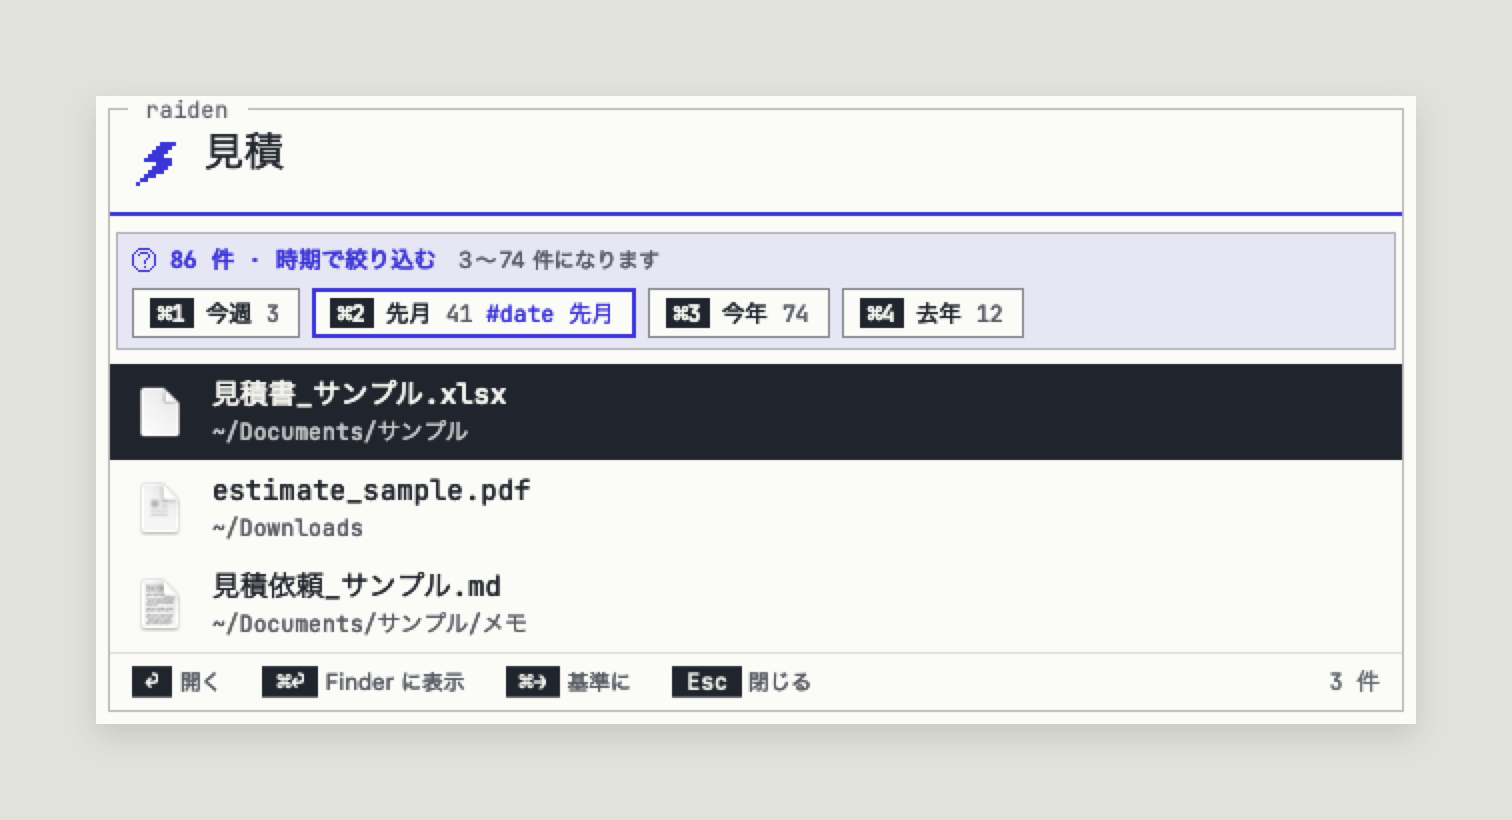 raiden
見積
86 件 · 時期で絞り込む 3〜74 件になります
⌘1 今週 3 ⌘2 先月 41 #date 先月 ⌘3 今年 74 ⌘4 去年 12
見積書_サンプル.xlsx
~/Documents/サンプル
estimate_sample.pdf
~/Downloads
見積依頼_サンプル.md
~/Documents/サンプル/メモ
⏎ 開く ⌘⏎ Finder に表示 ⌘→ 基準に Esc 閉じる 3 件